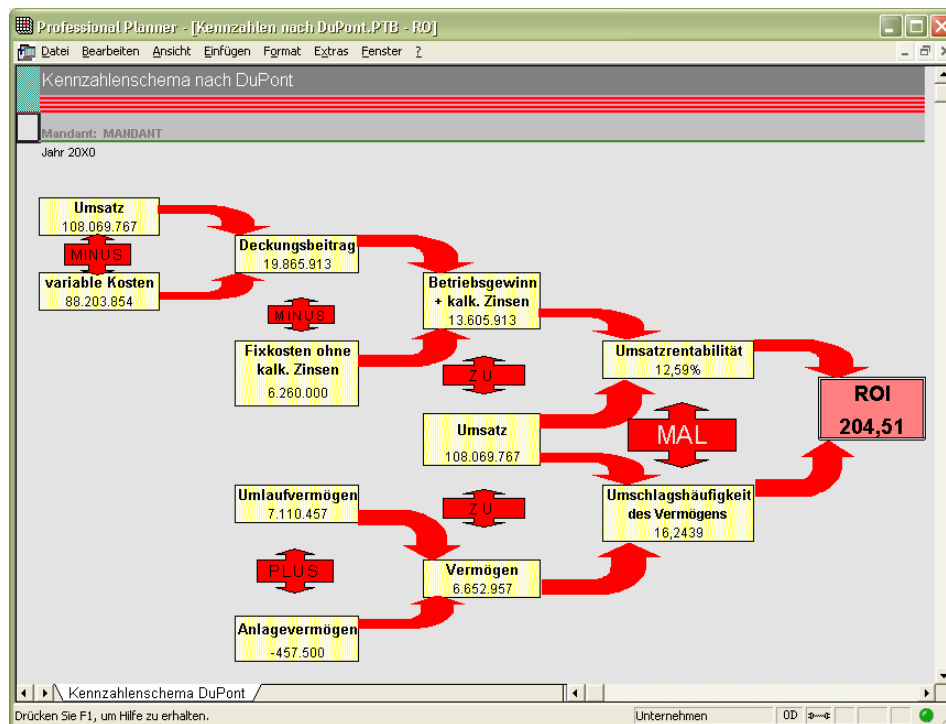 Professional Planner - [Kennzahlen nach DuPont.PTB - ROI]
Datei Bearbeiten Ansicht Einfügen Format Extras Fenster ?
Kennzahlenschema nach DuPont
Mandant: MANDANT
Jahr 20X0
Umsatz
108.069.767
MINUS
variable Kosten
88.203.854
Deckungsbeitrag
19.865.913
MINUS
Fixkosten ohne
kalk. Zinsen
6.260.000
Betriebsgewinn
+ kalk. Zinsen
13.605.913
ZU
Umsatz
108.069.767
Umsatzrentabilität
12,59%
MAL
ROI
204,51
Umlaufvermögen
7.110.457
ZU
Umschlagshäufigkeit
des Vermögens
16,2439
PLUS
Vermögen
6.652.957
Anlagevermögen
-457.500
Kennzahlenschema DuPont
Drücken Sie F1, um Hilfe zu erhalten.
Unternehmen
OD